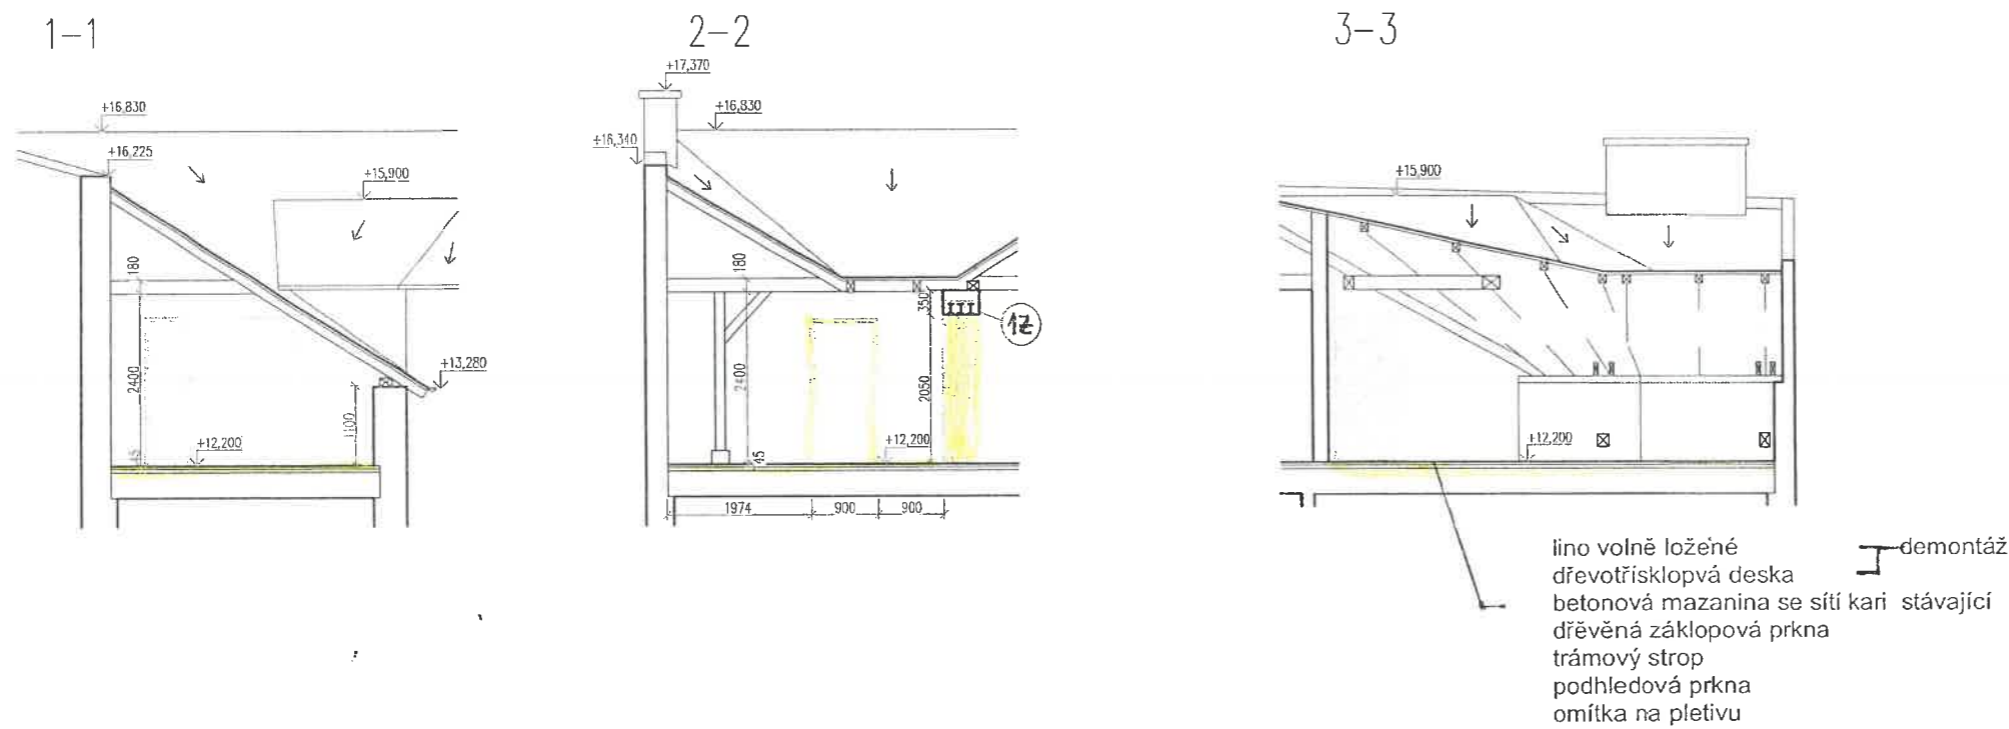 1-1
2-2
3-3
+17,370
+16,830
+16,830
+16,340
+16,225
+15,900
+15,900
180
180
350
1Z
2400
+13,280
2400
2050
1100
+12,200
+12,200
+12,200
45
45
1974
900
900
lino volně ložené
demontáž
dřevotřísklopvá deska
betonová mazanina se sítí kari stávající
dřěvěná záklopová prkna
trámový strop
podhledová prkna
omítka na pletivu